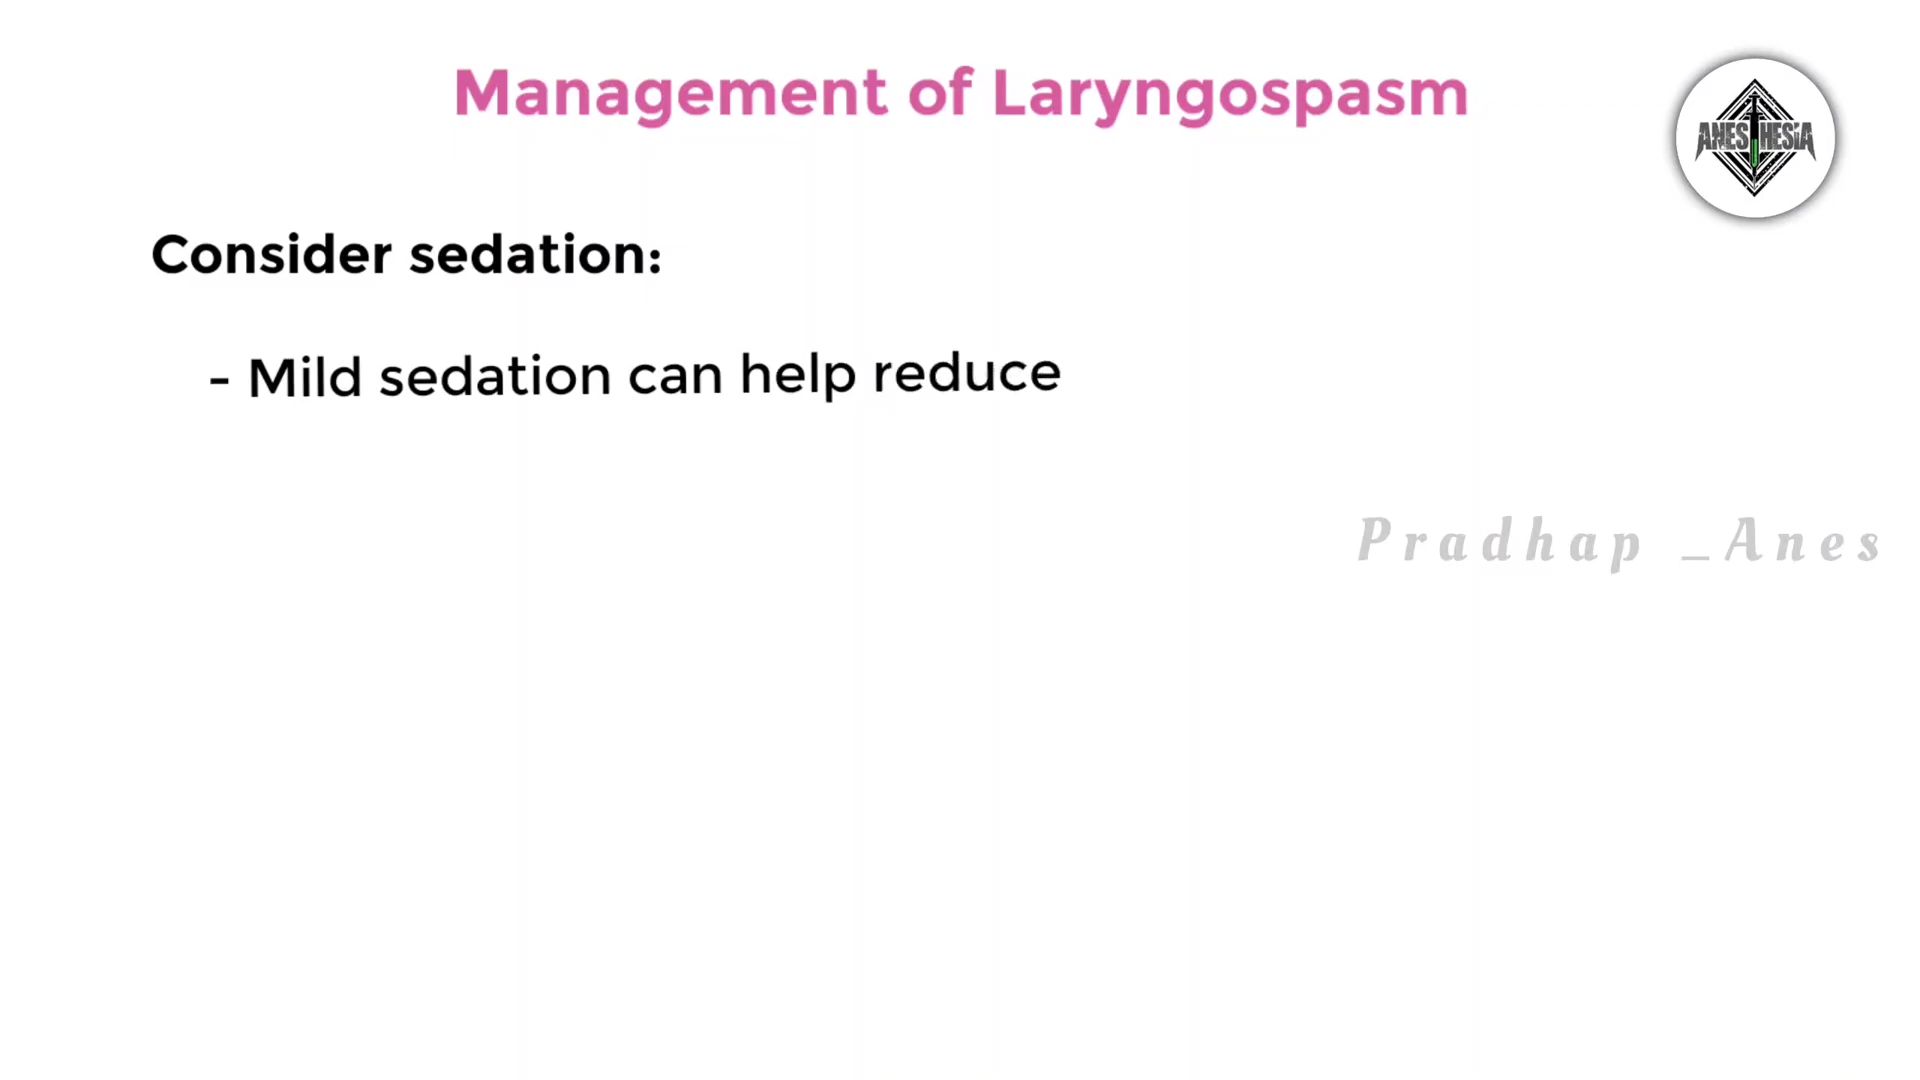 Management of Laryngospasm
ANESTHESiA
Consider sedation:
- Mild sedation can help reduce
Pradhap _Anes